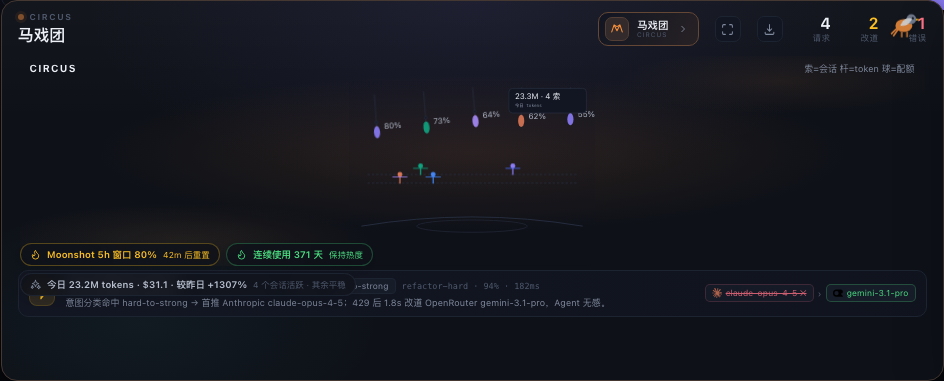 CIRCUS
马戏团
马戏团
CIRCUS
4
请求
2
改道
1
错误
CIRCUS
索=会话 杆=token 球=配额
23.3M · 4 索
今日 tokens
80%
73%
64%
62%
56%
Moonshot 5h 窗口 80% 42m 后重置
连续使用 371 天 保持热度
今日 23.2M tokens · $31.1 · 较昨日 +1307% 4 个会话活跃 · 其余平稳
-strong refactor-hard · 94% · 182ms
意图分类命中 hard-to-strong → 首推 Anthropic claude-opus-4-5；429 后 1.8s 改道 OpenRouter gemini-3.1-pro，Agent 无感。
claude-opus-4-5 ✕ › gemini-3.1-pro